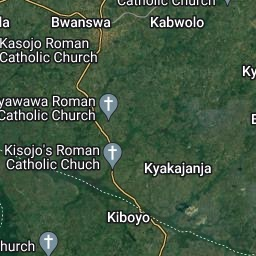 Catholic Church
Bwanswa
Kabwolo
Kasojo Roman
Catholic Church
Ky
yawawa Roman
Catholic Church
Kisojo's Roman
Catholic Chuch
Kyakajanja
Kiboyo
hurch